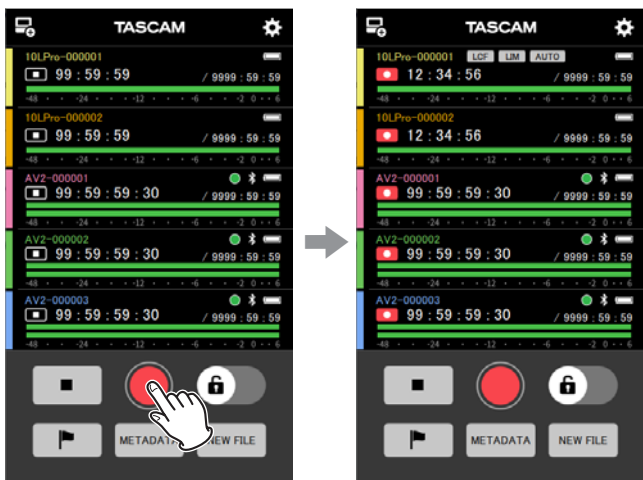 TASCAM
10LPro-000001
99 : 59 : 59 / 9999 : 59 : 59
-48 -24 -12 -6 -2 0 6
10LPro-000002
99 : 59 : 59 / 9999 : 59 : 59
-48 -24 -12 -6 -2 0 6
AV2-000001
99 : 59 : 59 : 30 / 9999 : 59 : 59
-48 -24 -12 -6 -2 0 6
AV2-000002
99 : 59 : 59 : 30 / 9999 : 59 : 59
-48 -24 -12 -6 -2 0 6
AV2-000003
99 : 59 : 59 : 30 / 9999 : 59 : 59
-48 -24 -12 -6 -2 0 6
METADATA NEW FILE
TASCAM
10LPro-000001 LCF LIM AUTO
12 : 34 : 56 / 9999 : 59 : 59
-48 -24 -12 -6 -2 0 6
10LPro-000002
12 : 34 : 56 / 9999 : 59 : 59
-48 -24 -12 -6 -2 0 6
AV2-000001
99 : 59 : 59 : 30 / 9999 : 59 : 59
-48 -24 -12 -6 -2 0 6
AV2-000002
99 : 59 : 59 : 30 / 9999 : 59 : 59
-48 -24 -12 -6 -2 0 6
AV2-000003
99 : 59 : 59 : 30 / 9999 : 59 : 59
-48 -24 -12 -6 -2 0 6
METADATA NEW FILE